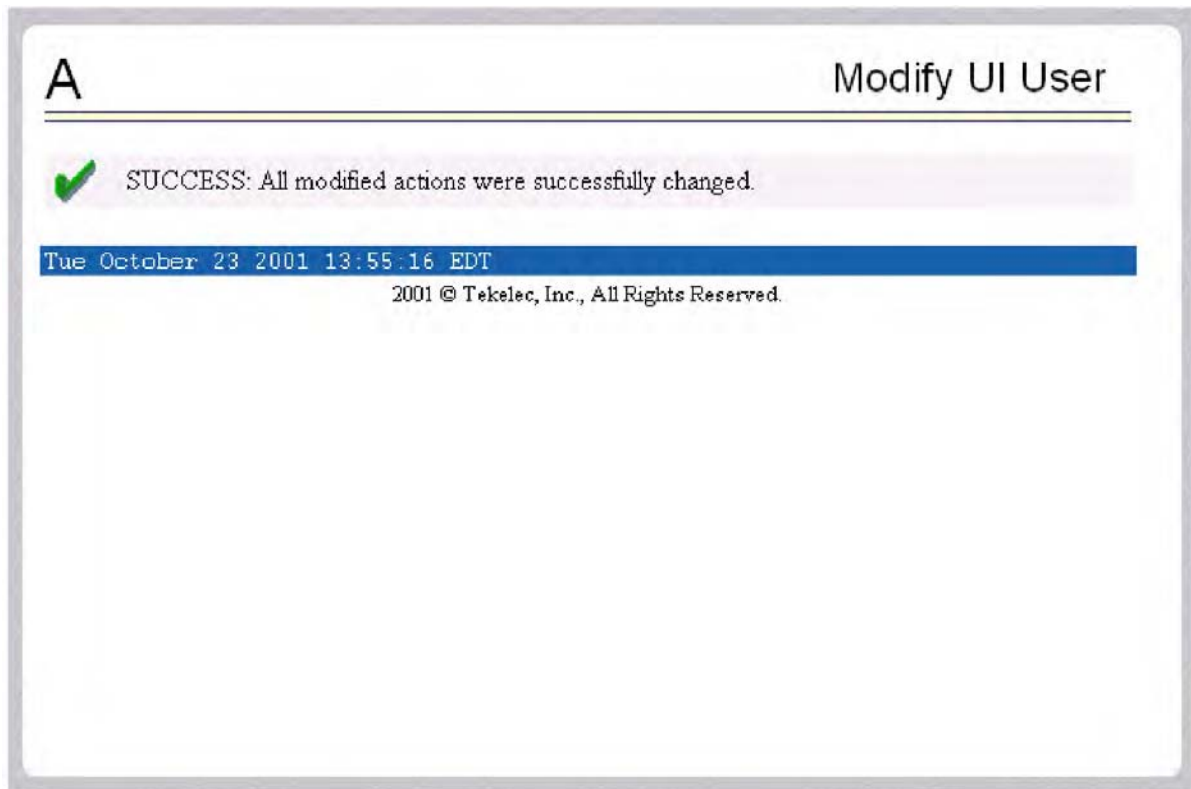 A
Modify UI User
SUCCESS: All modified actions were successfully changed.
Tue October 23 2001 13:55:16 EDT
2001 © Tekelec, Inc., All Rights Reserved.